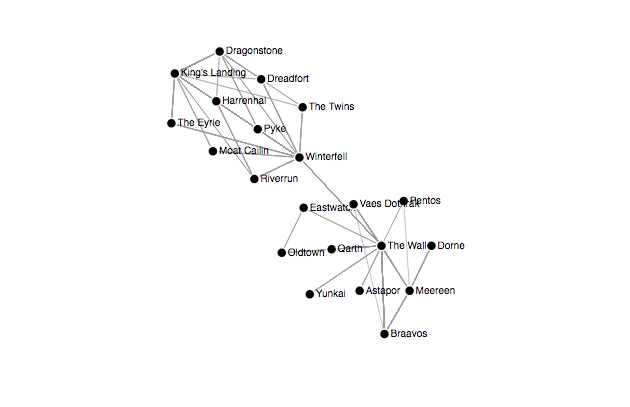 Dragonstone
King's Landing
Dreadfort
Harrenhal
The Twins
The Eyrie
Pyke
Moat Cailin
Winterfell
Riverrun
Pentos
Vaes Dothrak
Eastwatch
The Wall
Dorne
Qarth
Oldtown
Yunkai
Astapor
Meereen
Braavos